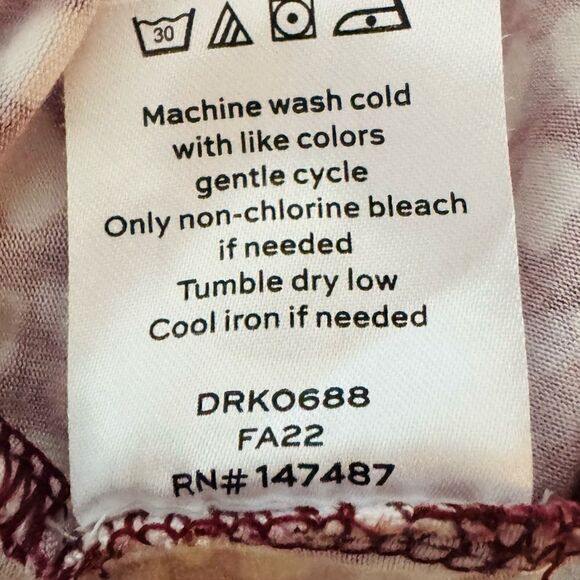 30
Machine wash cold
with like colors
gentle cycle
Only non-chlorine bleach
if needed
Tumble dry low
Cool iron if needed
DRK0688
FA22
RN# 147487